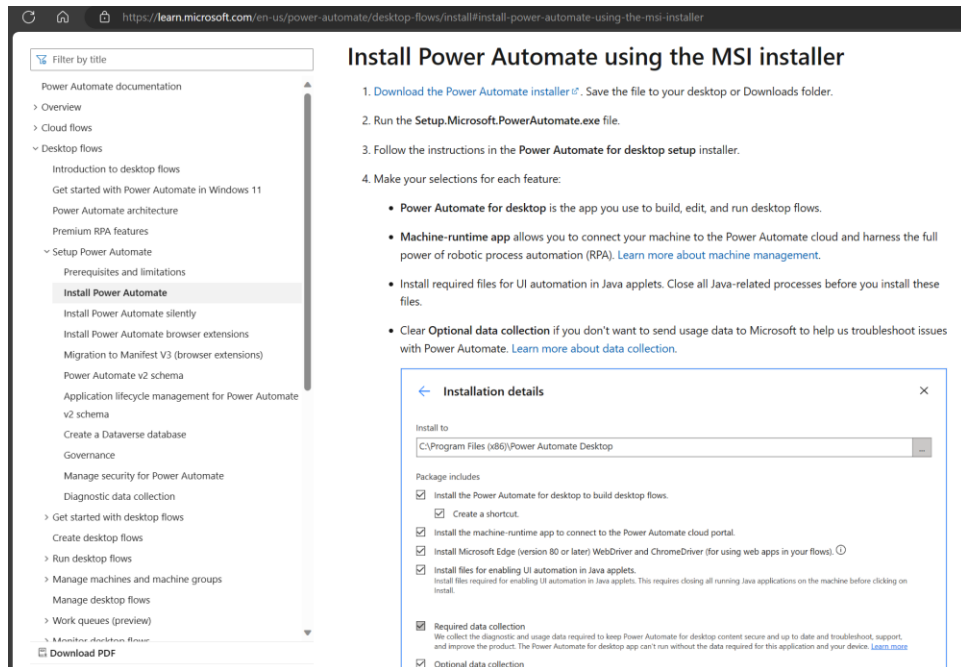 https://learn.microsoft.com/en-us/power-automate/desktop-flows/install#install-power-automate-using-the-msi-installer
Filter by title
Power Automate documentation
Overview
Cloud flows
Desktop flows
Introduction to desktop flows
Get started with Power Automate in Windows 11
Power Automate architecture
Premium RPA features
Setup Power Automate
Prerequisites and limitations
Install Power Automate
Install Power Automate silently
Install Power Automate browser extensions
Migration to Manifest V3 (browser extensions)
Power Automate v2 schema
Application lifecycle management for Power Automate
v2 schema
Create a Dataverse database
Governance
Manage security for Power Automate
Diagnostic data collection
Get started with desktop flows
Create desktop flows
Run desktop flows
Manage machines and machine groups
Manage desktop flows
Work queues (preview)
Monitor desktop flows
Download PDF
Install Power Automate using the MSI installer
1. Download the Power Automate installer. Save the file to your desktop or Downloads folder.
2. Run the Setup.Microsoft.PowerAutomate.exe file.
3. Follow the instructions in the Power Automate for desktop setup installer.
4. Make your selections for each feature:
• Power Automate for desktop is the app you use to build, edit, and run desktop flows.
• Machine-runtime app allows you to connect your machine to the Power Automate cloud and harness the full
power of robotic process automation (RPA). Learn more about machine management.
• Install required files for UI automation in Java applets. Close all Java-related processes before you install these
files.
• Clear Optional data collection if you don't want to send usage data to Microsoft to help us troubleshoot issues
with Power Automate. Learn more about data collection.
Installation details
Install to
C:\Program Files (x86)\Power Automate Desktop
...
Package includes
Install the Power Automate for desktop to build desktop flows.
Create a shortcut.
Install the machine-runtime app to connect to the Power Automate cloud portal.
Install Microsoft Edge (version 80 or later) WebDriver and ChromeDriver (for using web apps in your flows).
Install files for enabling UI automation in Java applets.
Install files required for enabling UI automation in Java applets. This requires closing all running Java applications on the machine before clicking on
Install.
Required data collection
We collect the diagnostic and usage data required to keep Power Automate for desktop content secure and up to date and troubleshoot, support,
and improve the product. The Power Automate for desktop app can't run without the data required for this application and your device. Learn more
Optional data collection